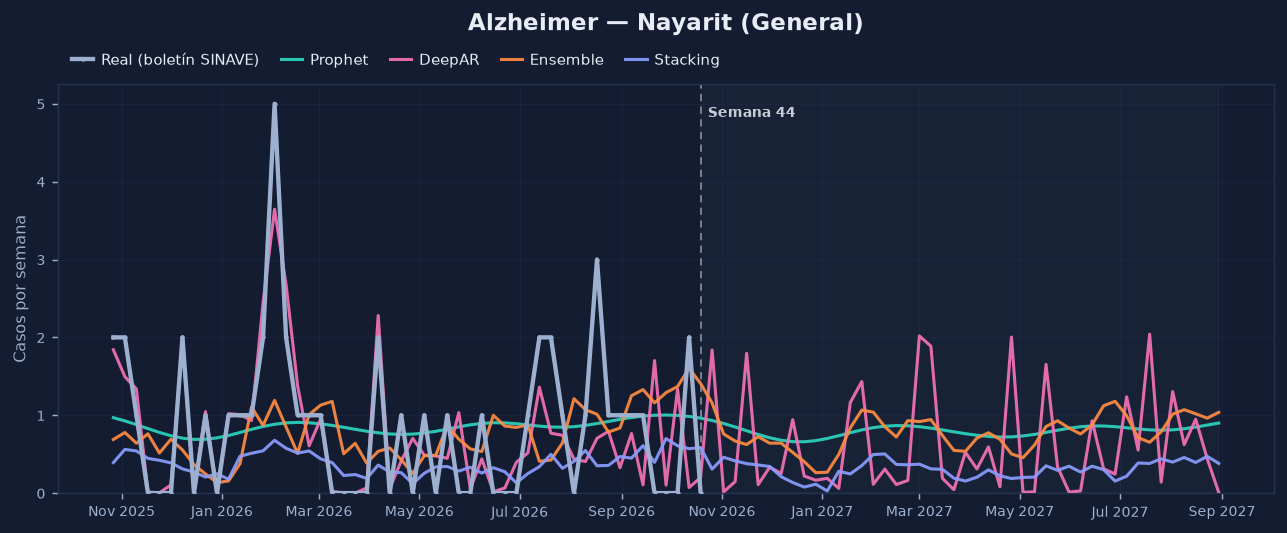 Alzheimer — Nayarit (General)
Real (boletín SINAVE) Prophet DeepAR Ensemble Stacking
Semana 44
Casos por semana
5
4
3
2
1
0
Nov 2025 Jan 2026 Mar 2026 May 2026 Jul 2026 Sep 2026 Nov 2026 Jan 2027 Mar 2027 May 2027 Jul 2027 Sep 2027